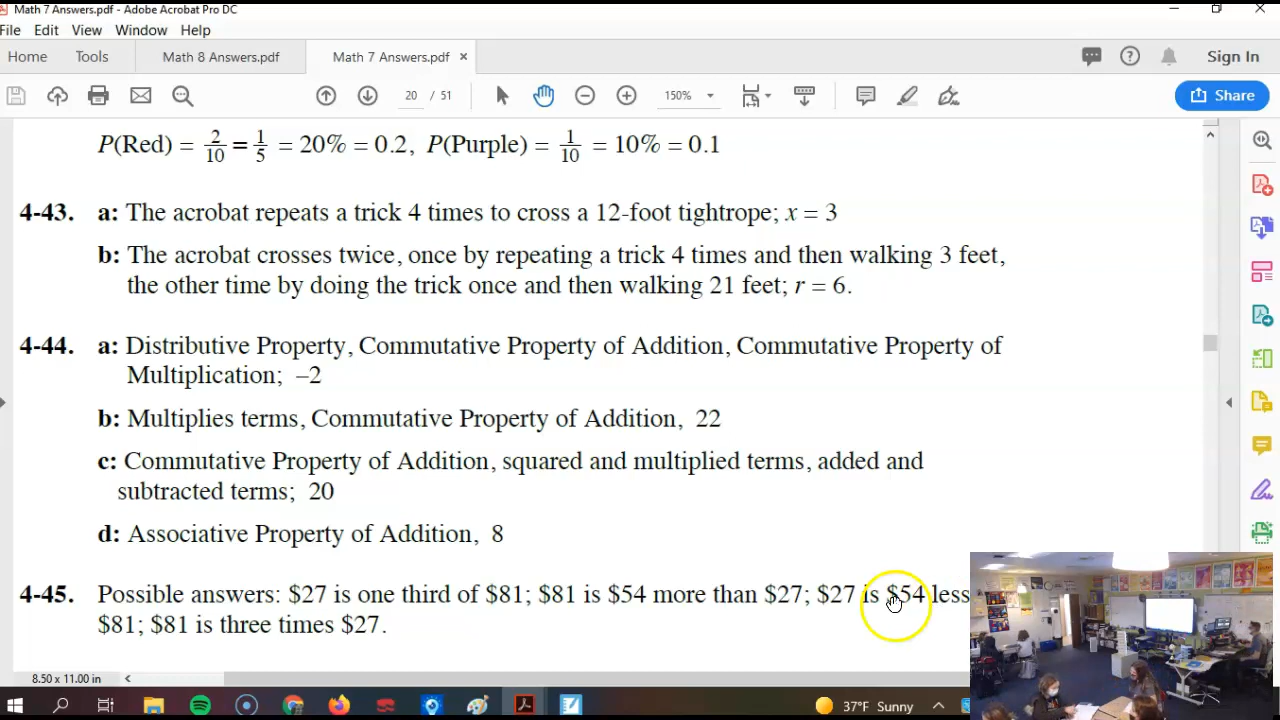 Math 7 Answers.pdf - Adobe Acrobat Pro DC
File Edit View Window Help
Home Tools Math 8 Answers.pdf Math 7 Answers.pdf ×
20 / 51 150% Sign In Share
P(Red) = 2/10 = 1/5 = 20% = 0.2, P(Purple) = 1/10 = 10% = 0.1
4-43. a: The acrobat repeats a trick 4 times to cross a 12-foot tightrope; x = 3
b: The acrobat crosses twice, once by repeating a trick 4 times and then walking 3 feet,
the other time by doing the trick once and then walking 21 feet; r = 6.
4-44. a: Distributive Property, Commutative Property of Addition, Commutative Property of
Multiplication; –2
b: Multiplies terms, Commutative Property of Addition, 22
c: Commutative Property of Addition, squared and multiplied terms, added and
subtracted terms; 20
d: Associative Property of Addition, 8
4-45. Possible answers: $27 is one third of $81; $81 is $54 more than $27; $27 is $54 less
$81; $81 is three times $27.
8.50 x 11.00 in
37°F Sunny